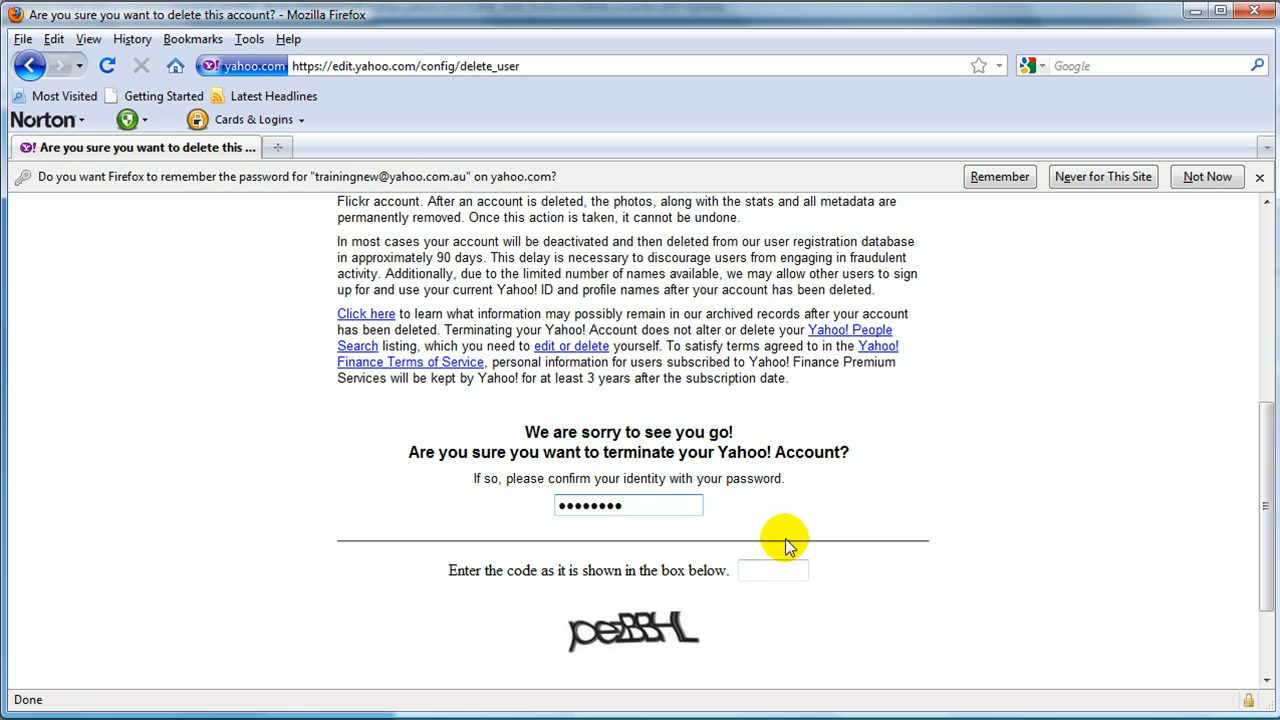 Are you sure you want to delete this account? - Mozilla Firefox
File Edit View History Bookmarks Tools Help
Y! yahoo.com https://edit.yahoo.com/config/delete_user Google
Most Visited Getting Started Latest Headlines
Norton Cards & Logins
Y! Are you sure you want to delete this ...
Do you want Firefox to remember the password for "trainingnew@yahoo.com.au" on yahoo.com? Remember Never for This Site Not Now
Flickr account. After an account is deleted, the photos, along with the stats and all metadata are
permanently removed. Once this action is taken, it cannot be undone.
In most cases your account will be deactivated and then deleted from our user registration database
in approximately 90 days. This delay is necessary to discourage users from engaging in fraudulent
activity. Additionally, due to the limited number of names available, we may allow other users to sign
up for and use your current Yahoo! ID and profile names after your account has been deleted.
Click here to learn what information may possibly remain in our archived records after your account
has been deleted. Terminating your Yahoo! Account does not alter or delete your Yahoo! People
Search listing, which you need to edit or delete yourself. To satisfy terms agreed to in the Yahoo!
Finance Terms of Service, personal information for users subscribed to Yahoo! Finance Premium
Services will be kept by Yahoo! for at least 3 years after the subscription date.
We are sorry to see you go!
Are you sure you want to terminate your Yahoo! Account?
If so, please confirm your identity with your password.
Enter the code as it is shown in the box below.
Done